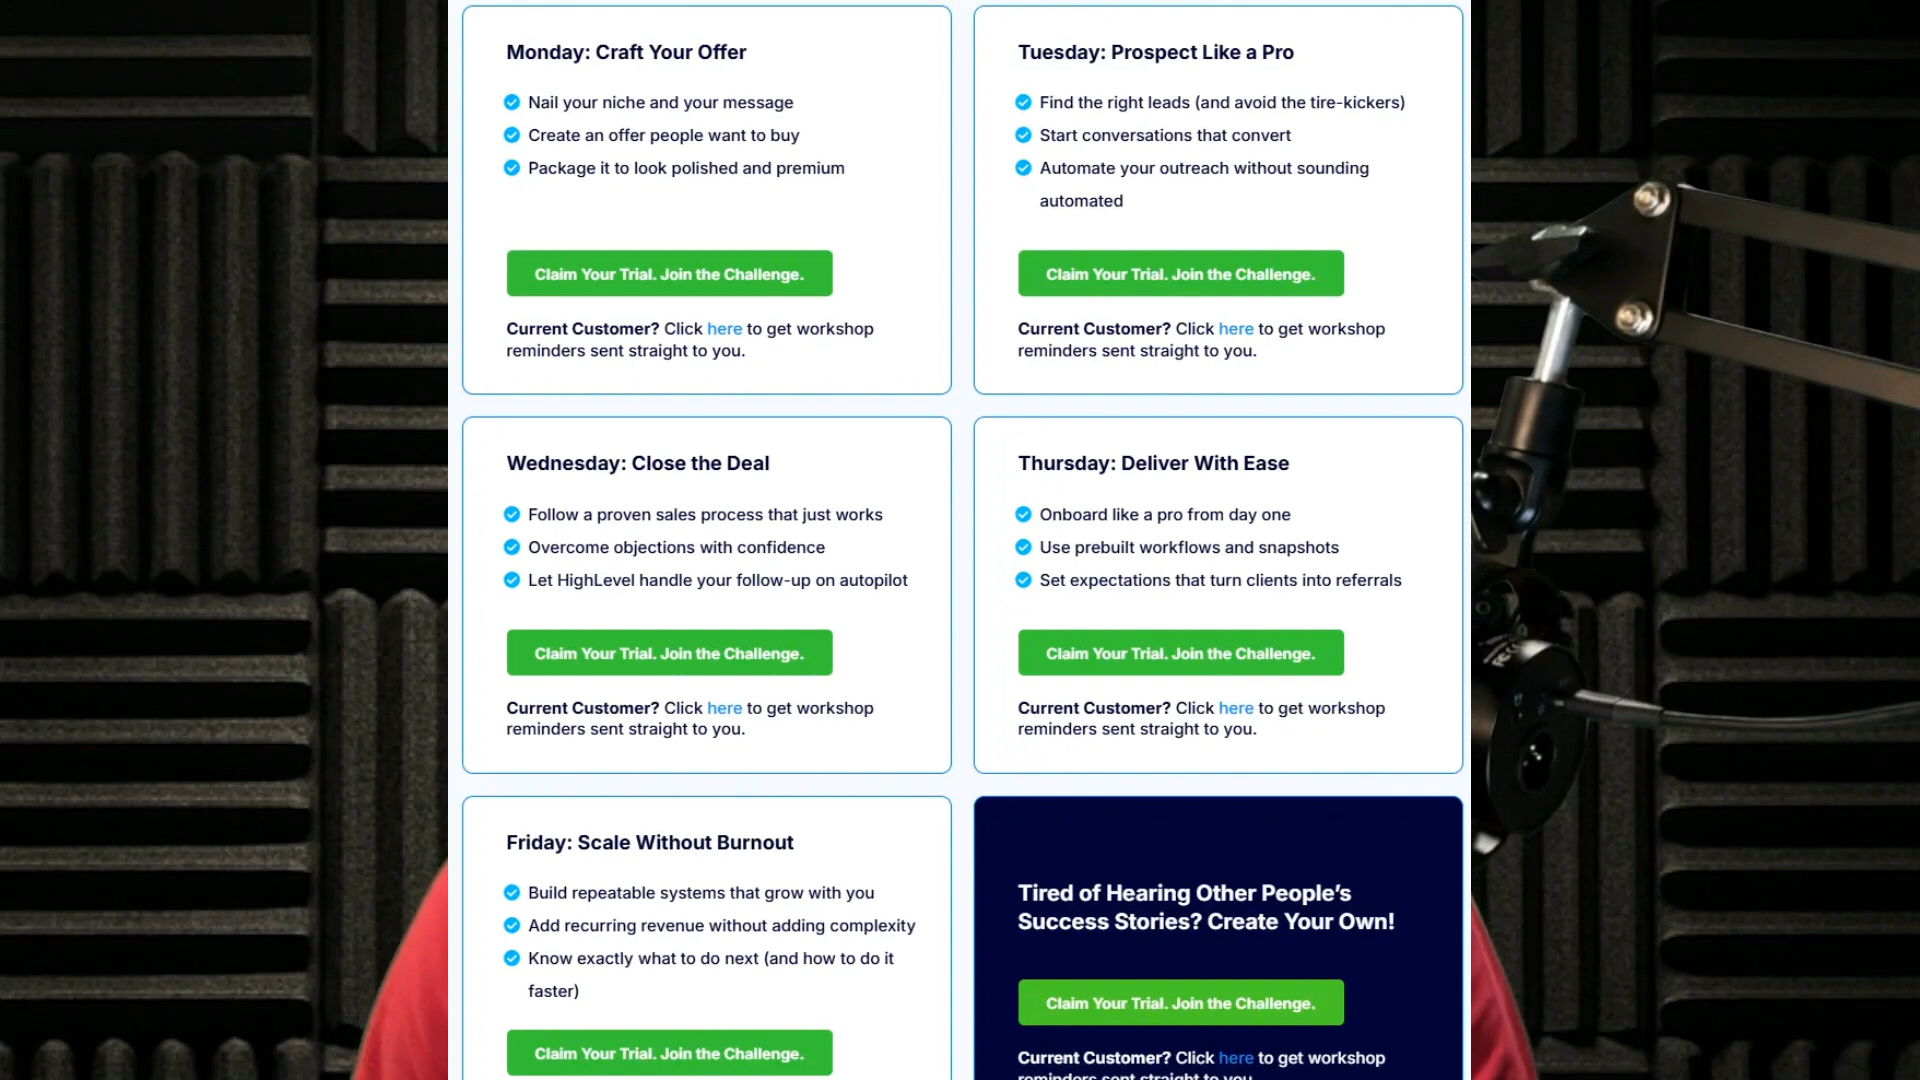 Monday: Craft Your Offer
Nail your niche and your message
Create an offer people want to buy
Package it to look polished and premium
Claim Your Trial. Join the Challenge.
Current Customer? Click here to get workshop
reminders sent straight to you.
Tuesday: Prospect Like a Pro
Find the right leads (and avoid the tire-kickers)
Start conversations that convert
Automate your outreach without sounding
automated
Claim Your Trial. Join the Challenge.
Current Customer? Click here to get workshop
reminders sent straight to you.
Wednesday: Close the Deal
Follow a proven sales process that just works
Overcome objections with confidence
Let HighLevel handle your follow-up on autopilot
Claim Your Trial. Join the Challenge.
Current Customer? Click here to get workshop
reminders sent straight to you.
Thursday: Deliver With Ease
Onboard like a pro from day one
Use prebuilt workflows and snapshots
Set expectations that turn clients into referrals
Claim Your Trial. Join the Challenge.
Current Customer? Click here to get workshop
reminders sent straight to you.
Friday: Scale Without Burnout
Build repeatable systems that grow with you
Add recurring revenue without adding complexity
Know exactly what to do next (and how to do it
faster)
Claim Your Trial. Join the Challenge.
Tired of Hearing Other People’s
Success Stories? Create Your Own!
Claim Your Trial. Join the Challenge.
Current Customer? Click here to get workshop
reminders sent straight to you.